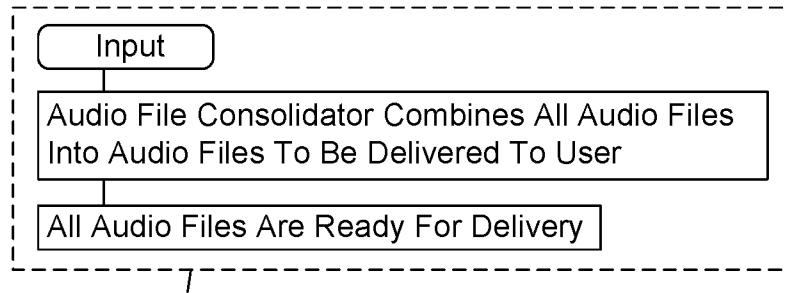 Input
Audio File Consolidator Combines All Audio Files
Into Audio Files To Be Delivered To User
All Audio Files Are Ready For Delivery